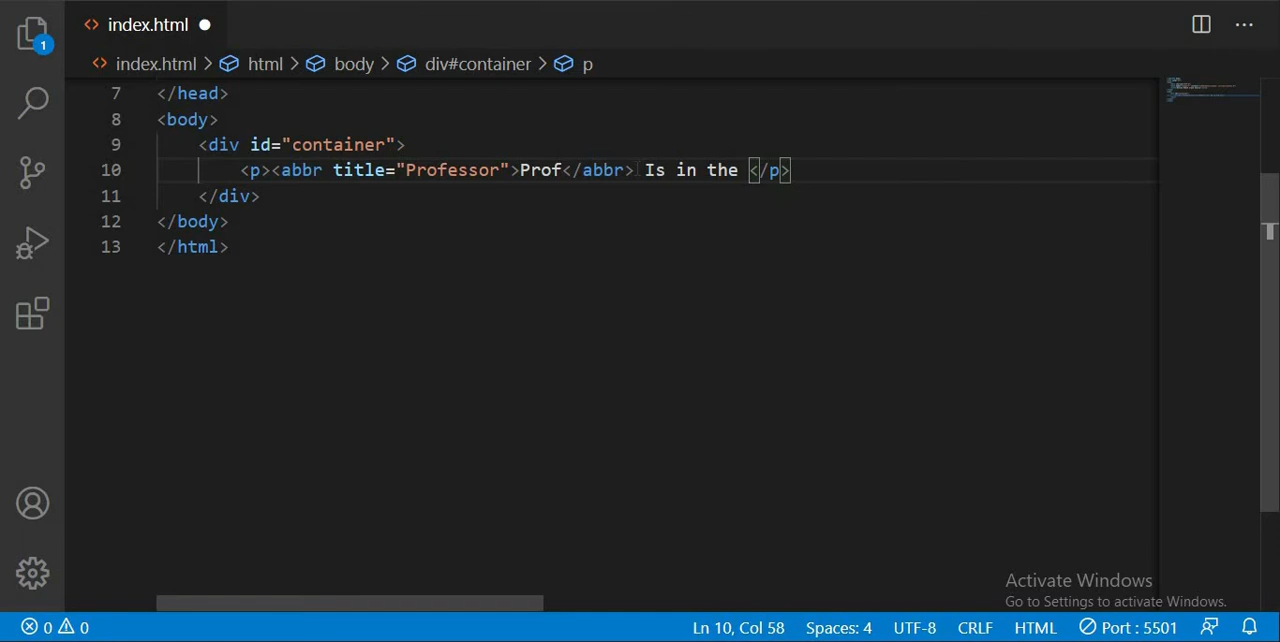 index.html
index.html > html > body > div#container > p
1
7 </head>
8 <body>
9 <div id="container">
10 <p><abbr title="Professor">Prof</abbr> Is in the </p>
11 </div>
12 </body>
13 </html>
Activate Windows
Go to Settings to activate Windows.
0 0 Ln 10, Col 58 Spaces: 4 UTF-8 CRLF HTML Port : 5501